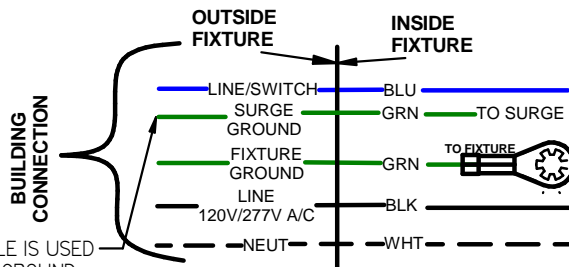 OUTSIDE
FIXTURE
INSIDE
FIXTURE
BUILDING
CONNECTION
LINE/SWITCH
BLU
SURGE
GROUND
GRN
TO SURGE
FIXTURE
GROUND
GRN
TO FIXTURE
LINE
120V/277V A/C
BLK
NEUT
WHT
LE IS USED
GROUND